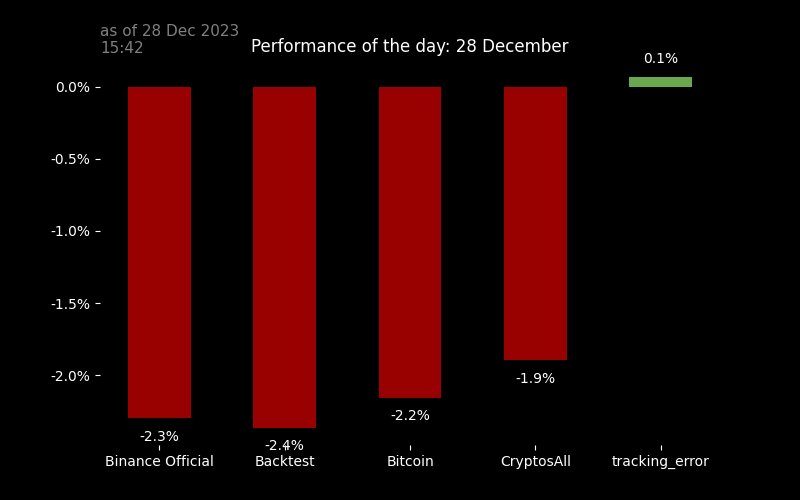 as of 28 Dec 2023
15:42
Performance of the day: 28 December
0.1%
0.0%
-0.5%
-1.0%
-1.5%
-2.0%
-2.3%
-2.4%
-2.2%
-1.9%
Binance Official
Backtest
Bitcoin
CryptosAll
tracking_error